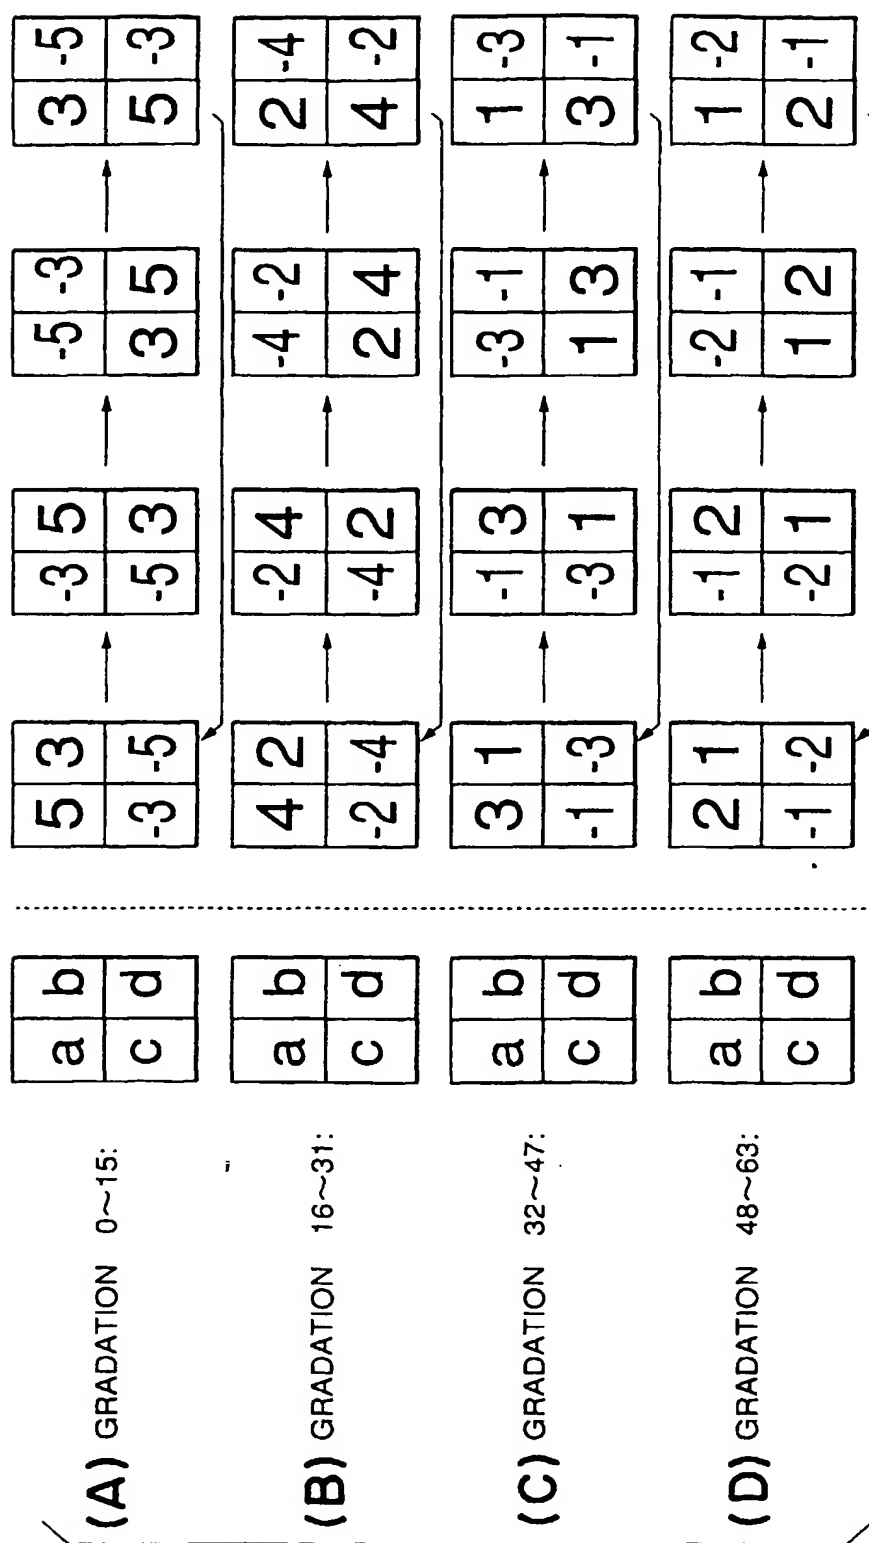 a b 5 3 -3 5 -5 -3 3 -5
(A) GRADATION 0~15:
c d -3 -5 -5 3 3 5 5 -3
a b 4 2 -2 4 -4 -2 2 -4
(B) GRADATION 16~31:
c d -2 -4 -4 2 2 4 4 -2
a b 3 1 -1 3 -3 -1 1 -3
(C) GRADATION 32~47:
c d -1 -3 -3 1 1 3 3 -1
a b 2 1 -1 2 -2 -1 1 -2
(D) GRADATION 48~63:
c d -1 -2 -2 1 1 2 2 -1